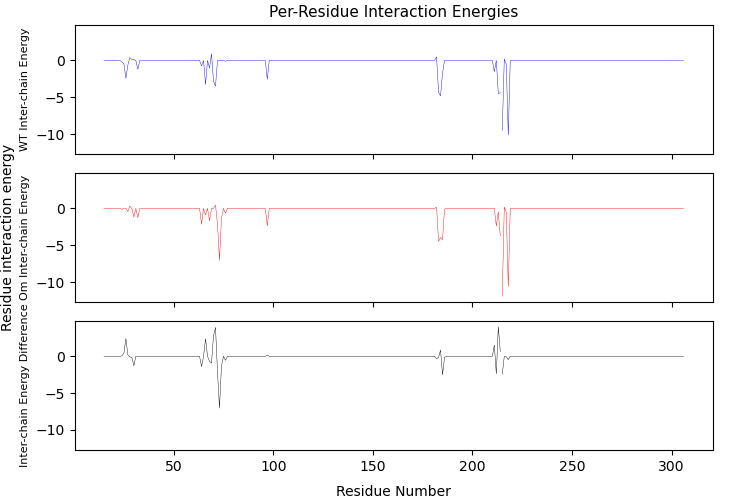 Per-Residue Interaction Energies
Residue interaction energy
WT Inter-chain Energy
0
−5
−10
Om Inter-chain Energy
0
−5
−10
Inter-chain Energy Difference
0
−5
−10
50
100
150
200
250
300
Residue Number